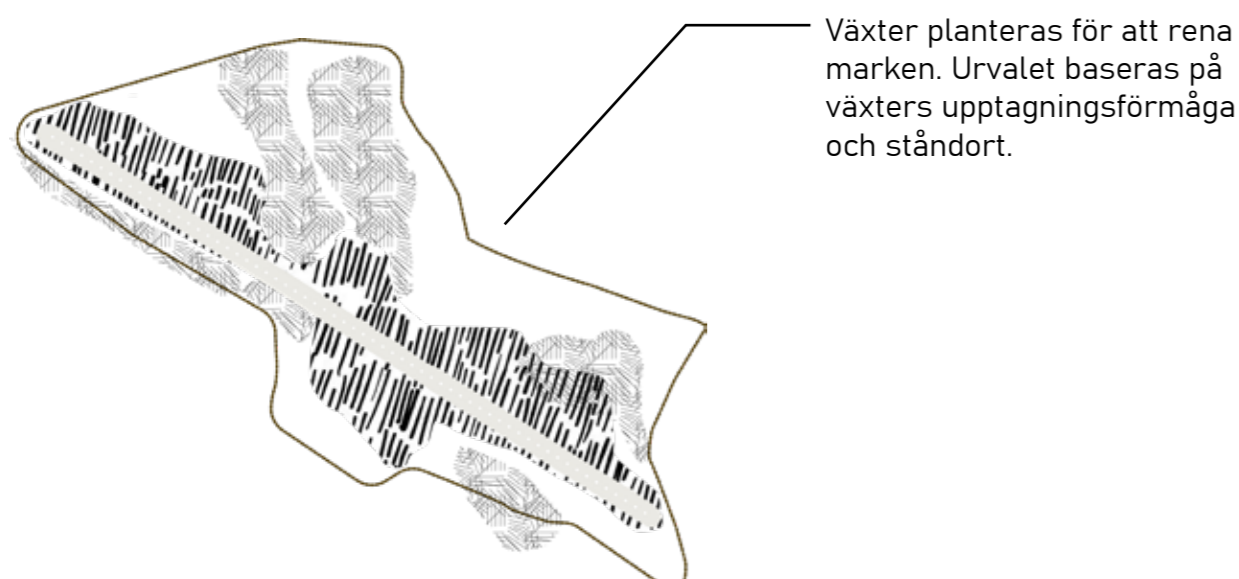 Växter planteras för att rena
marken. Urvalet baseras på
växters upptagningsförmåga
och ståndort.